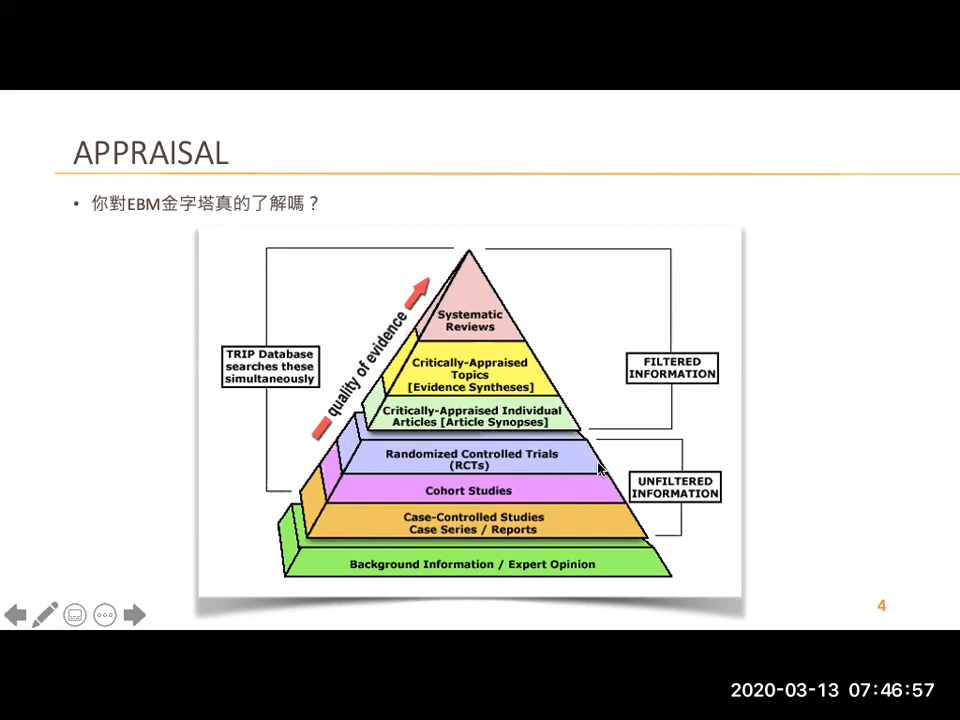 APPRAISAL
• 你對EBM金字塔真的了解嗎？
quality of evidence
Systematic
Reviews
TRIP Database
searches these
simultaneously
Critically-Appraised
Topics
[Evidence Syntheses]
FILTERED
INFORMATION
Critically-Appraised Individual
Articles [Article Synopses]
Randomized Controlled Trials
(RCTs)
UNFILTERED
INFORMATION
Cohort Studies
Case-Controlled Studies
Case Series / Reports
Background Information / Expert Opinion
4
2020-03-13 07:46:57